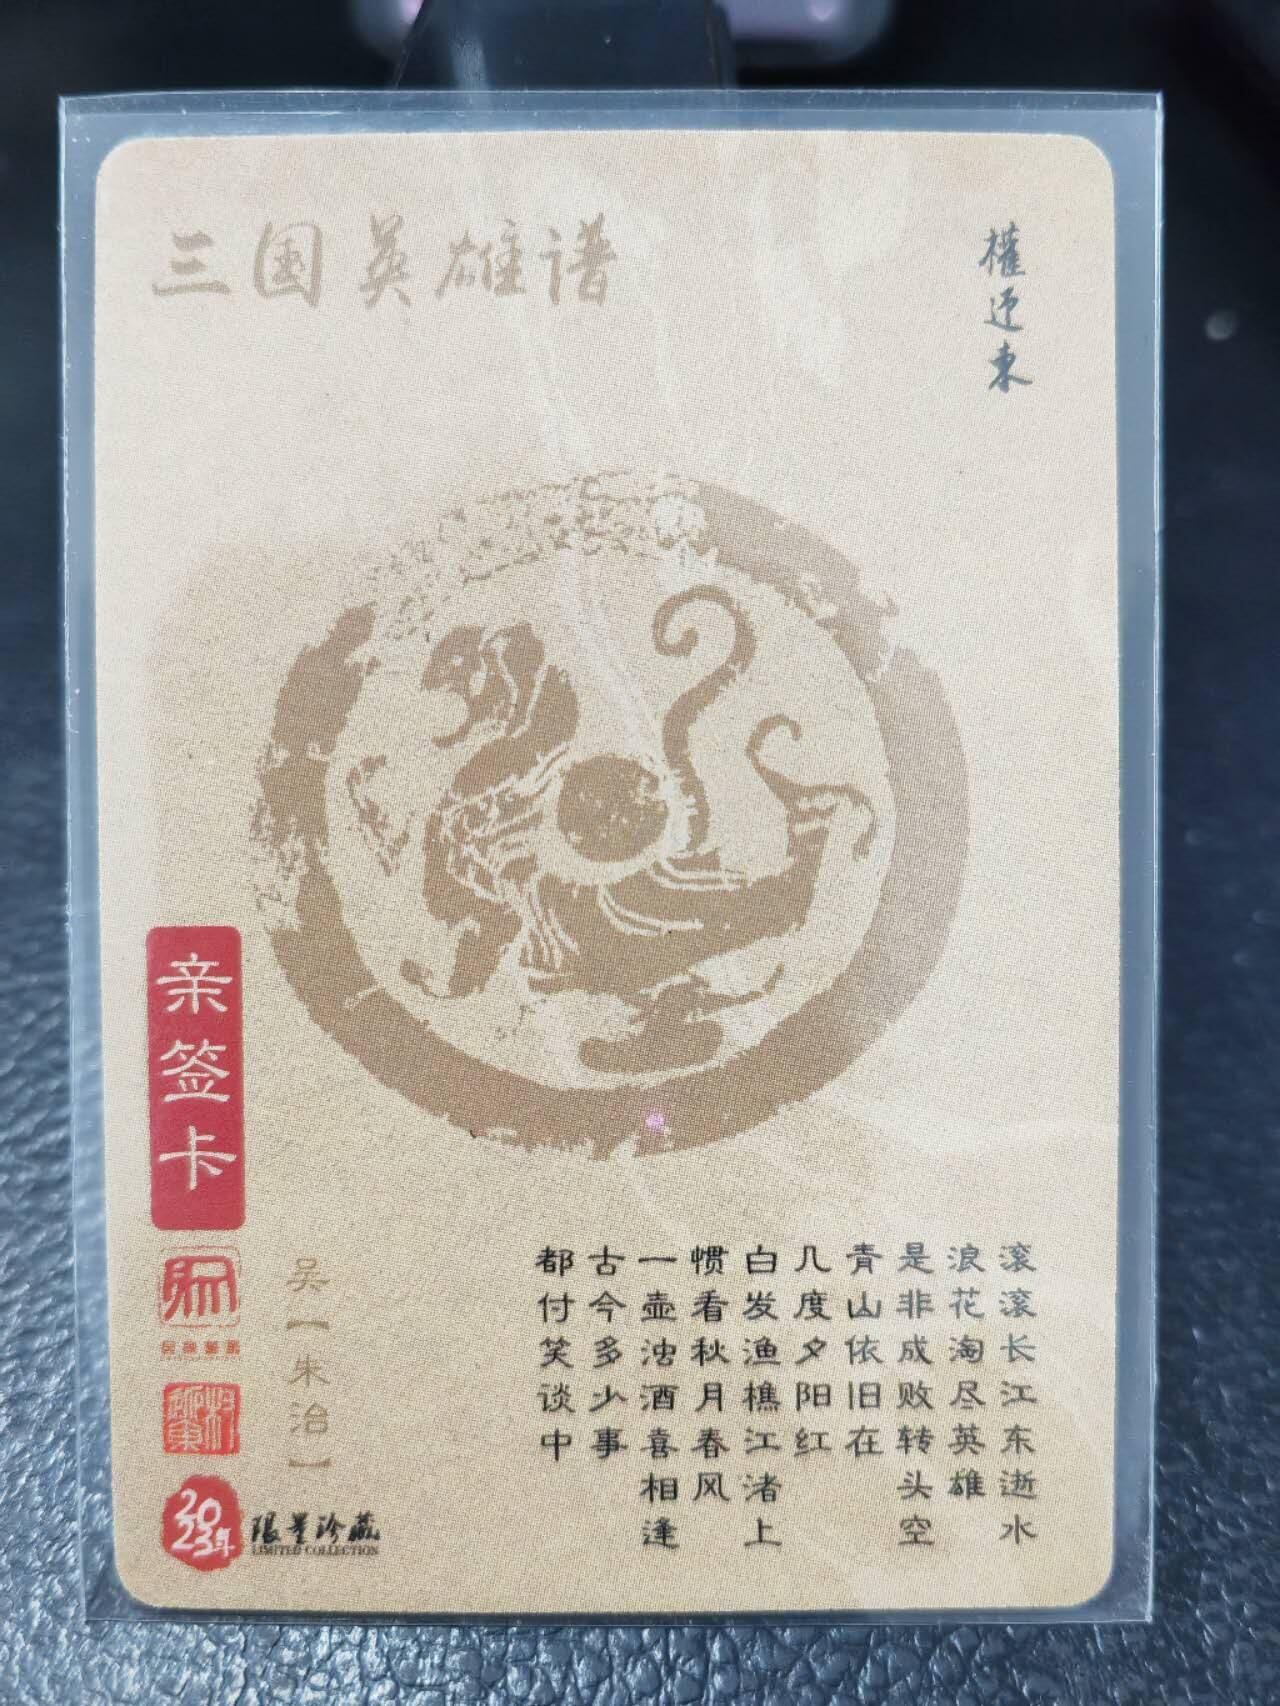 三国英雄谱
權迎東
亲签卡
吴【朱治】
滚滚长江东逝水
浪花淘尽英雄
是非成败转头空
青山依旧在
几度夕阳红
白发渔樵江渚上
惯看秋月春风
一壶浊酒喜相逢
古今多少事
都付笑谈中
2023年
限量珍藏
LIMITED COLLECTION